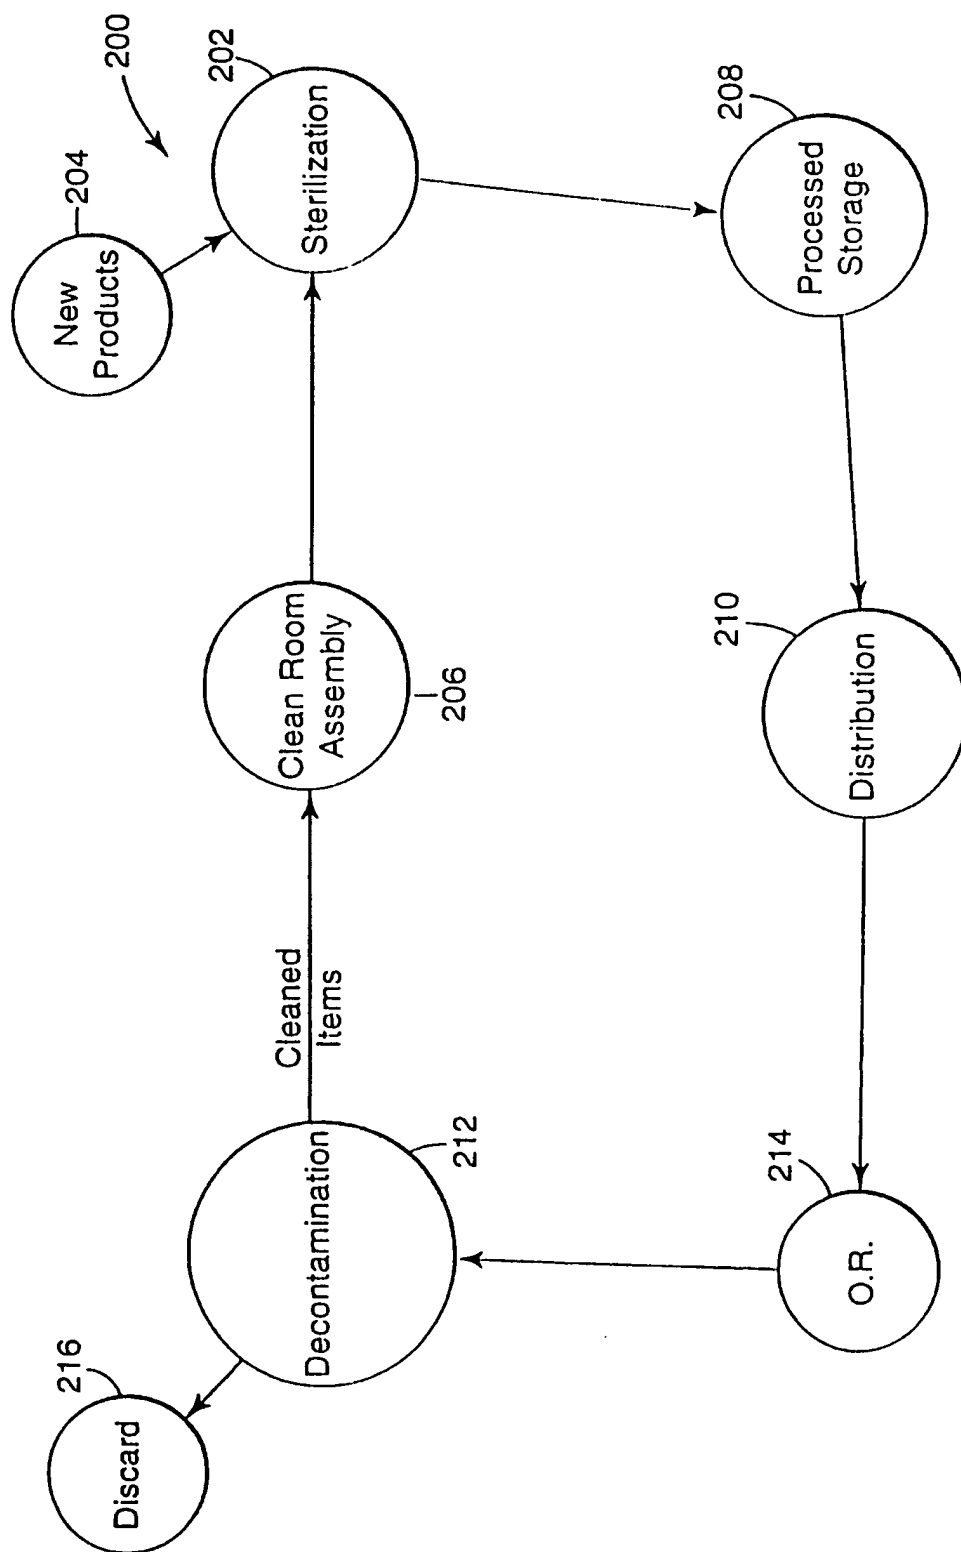 216
Discard
Decontamination
212
Cleaned
Items
Clean Room
Assembly
206
204
New
Products
200
202
Sterilization
214
O.R.
210
Distribution
208
Processed
Storage